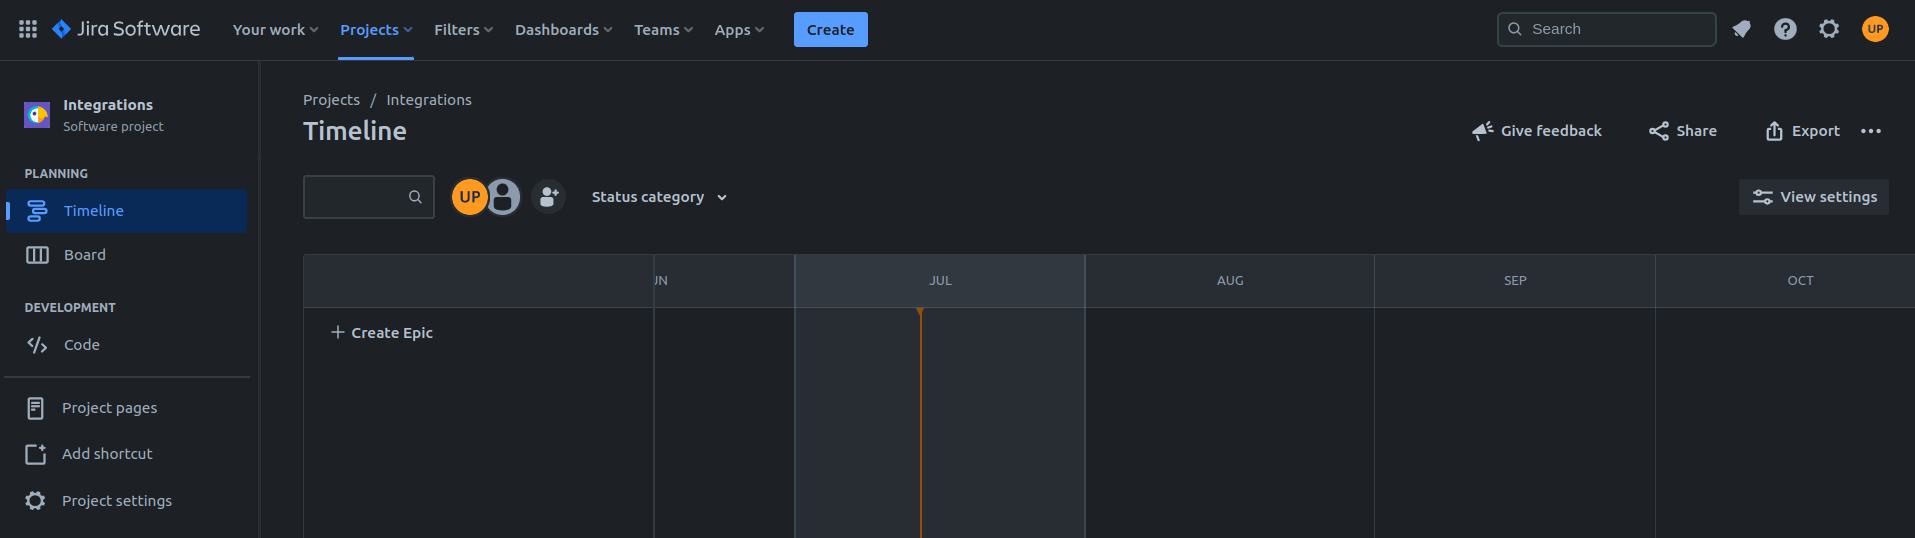 Jira Software Your work Projects Filters Dashboards Teams Apps Create Search UP
Integrations
Software project
PLANNING
Timeline
Board
DEVELOPMENT
Code
Project pages
Add shortcut
Project settings
Projects / Integrations
Timeline
Give feedback Share Export
UP Status category View settings
UN JUL AUG SEP OCT
Create Epic